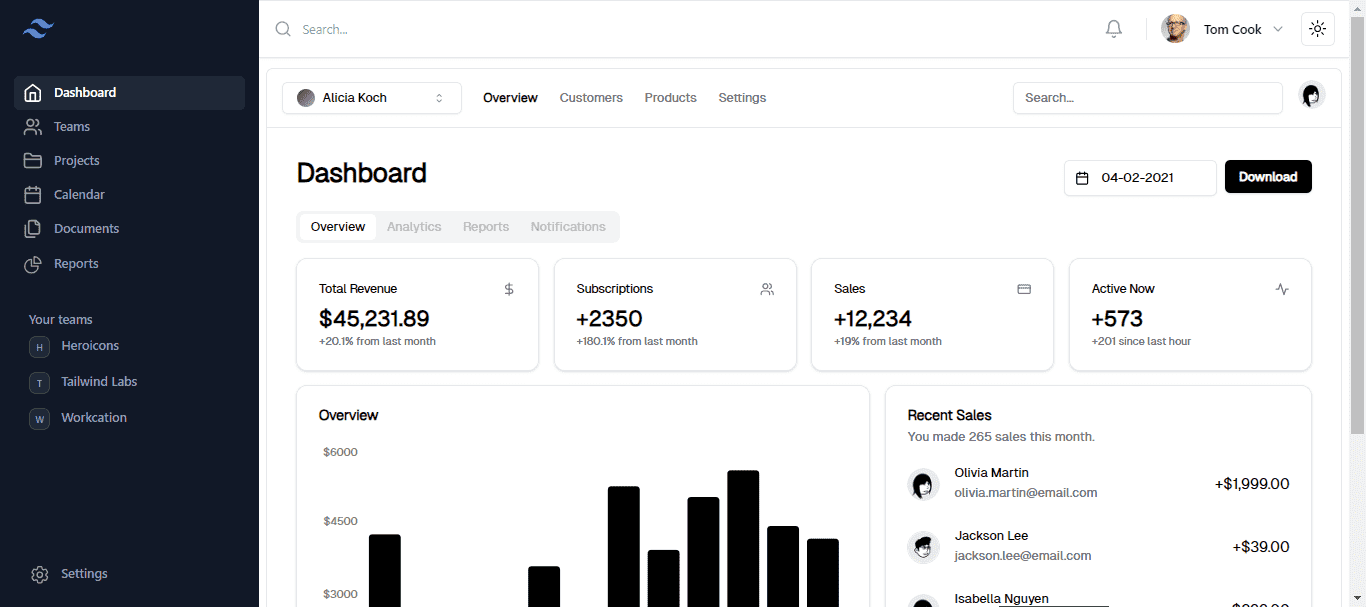 Search...
Tom Cook
Dashboard
Teams
Projects
Calendar
Documents
Reports
Your teams
H Heroicons
T Tailwind Labs
W Workcation
Settings
Alicia Koch Overview Customers Products Settings Search...
Dashboard
04-02-2021 Download
Overview Analytics Reports Notifications
Total Revenue $
$45,231.89
+20.1% from last month
Subscriptions
+2350
+180.1% from last month
Sales
+12,234
+19% from last month
Active Now
+573
+201 since last hour
Overview
$6000
$4500
$3000
Recent Sales
You made 265 sales this month.
Olivia Martin
olivia.martin@email.com
+$1,999.00
Jackson Lee
jackson.lee@email.com
+$39.00
Isabella Nguyen